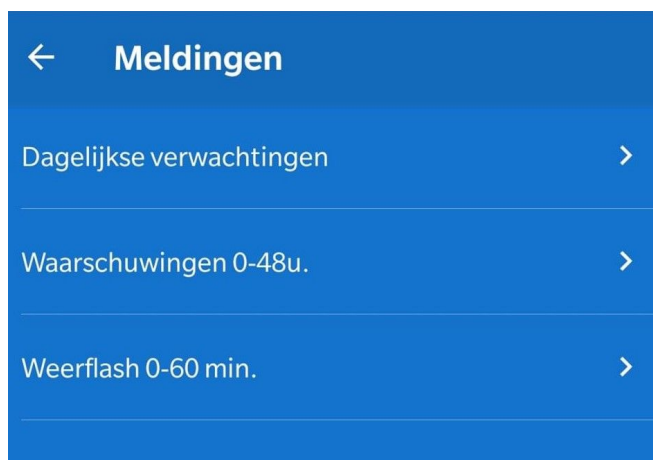 Meldingen
Dagelijkse verwachtingen
Waarschuwingen 0-48u.
Weerflash 0-60 min.